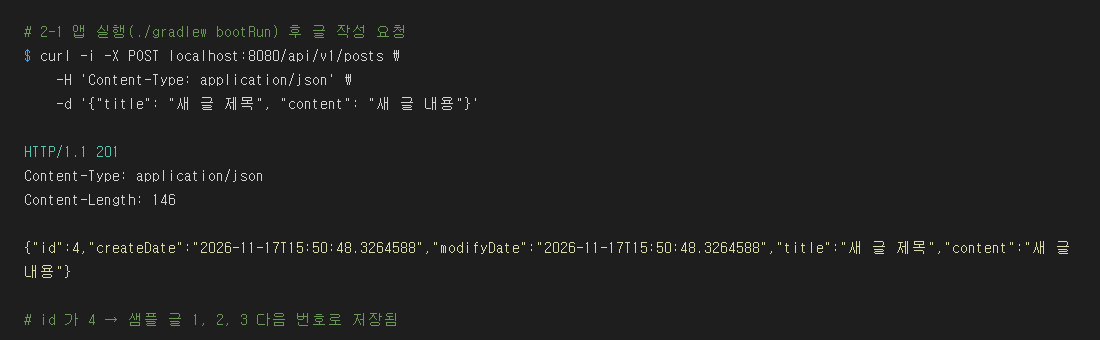 # 2-1 앱 실행(./gradlew bootRun) 후 글 작성 요청
$ curl -i -X POST localhost:8080/api/v1/posts ₩
-H 'Content-Type: application/json' ₩
-d '{"title": "새 글 제목", "content": "새 글 내용"}'
HTTP/1.1 201
Content-Type: application/json
Content-Length: 146
{"id":4,"createDate":"2026-11-17T15:50:48.3264588","modifyDate":"2026-11-17T15:50:48.3264588","title":"새 글 제목","content":"새 글
내용"}
# id 가 4 → 샘플 글 1, 2, 3 다음 번호로 저장됨